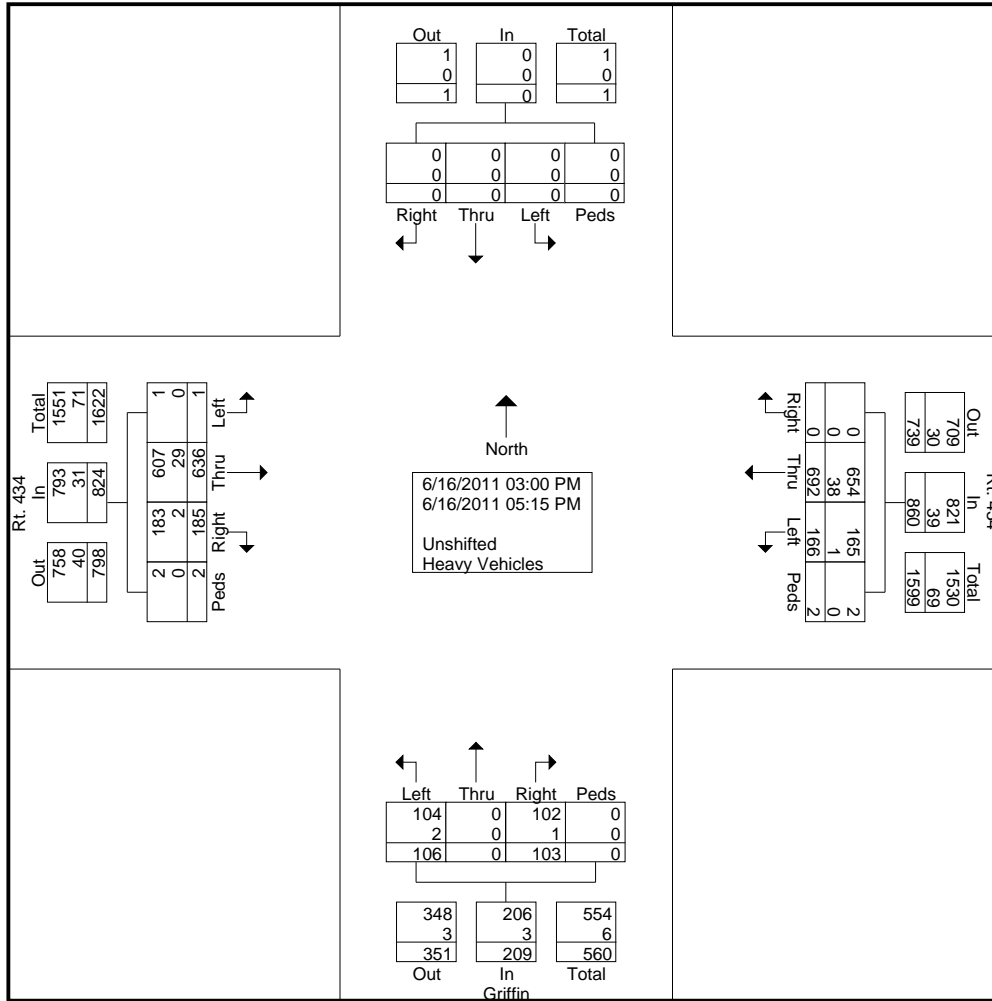 Out In Total
1 0 1
0 0 0
1 0 1
0 0 0 0
0 0 0 0
0 0 0 0
Right Thru Left Peds
Rt. 434
Total In Out
1551 793 758
71 31 40
1622 824 798
1 607 183 2
0 29 2 0
1 636 185 2
Left Thru Right Peds
North
6/16/2011 03:00 PM
6/16/2011 05:15 PM
Unshifted
Heavy Vehicles
Rt. 434
Out In Total
709 821 1530
30 39 69
739 860 1599
0 654 165 2
0 38 1 0
0 692 166 2
Right Thru Left Peds
Left Thru Right Peds
104 0 102 0
2 0 1 0
106 0 103 0
348 206 554
3 3 6
351 209 560
Out In Total
Griffin